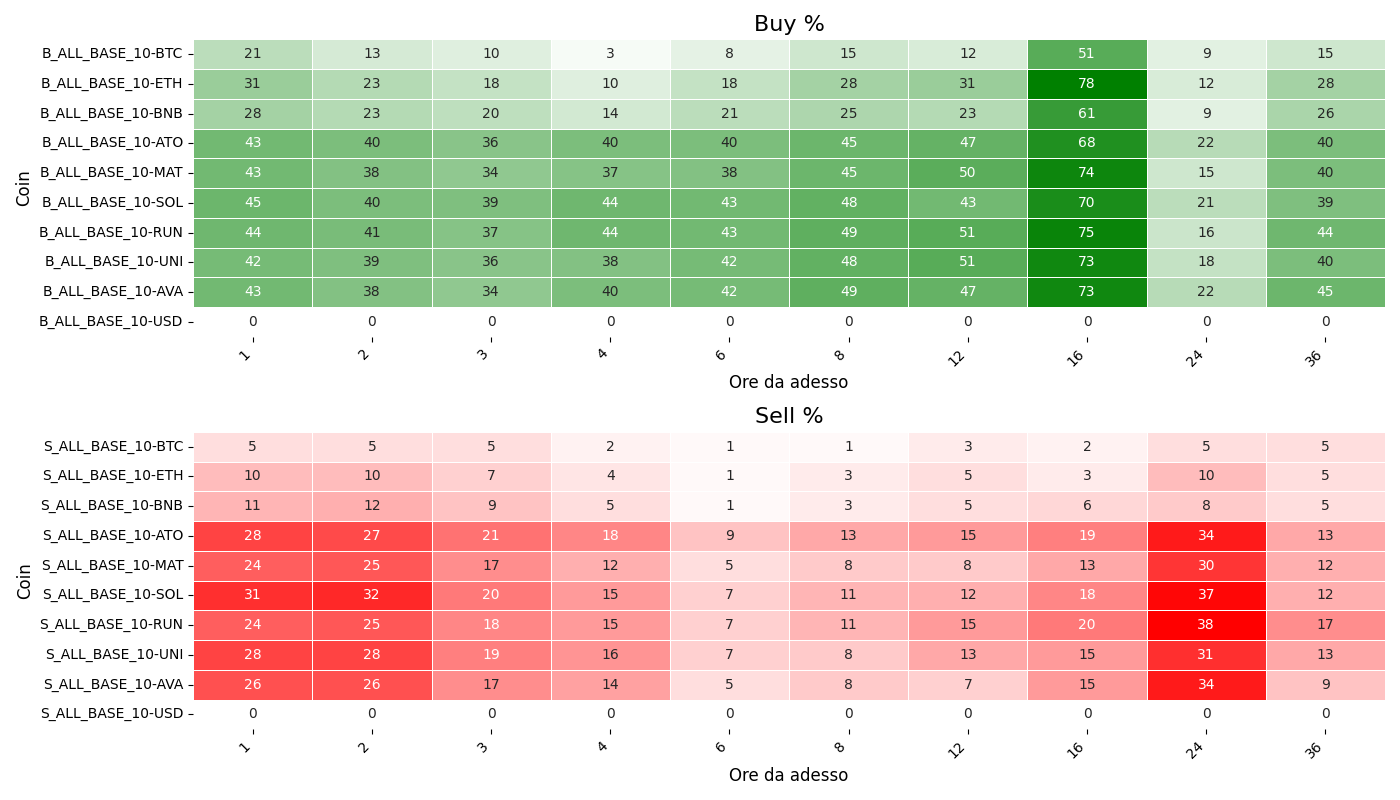 Buy %
Coin
B_ALL_BASE_10-BTC 21 13 10 3 8 15 12 51 9 15
B_ALL_BASE_10-ETH 31 23 18 10 18 28 31 78 12 28
B_ALL_BASE_10-BNB 28 23 20 14 21 25 23 61 9 26
B_ALL_BASE_10-ATO 43 40 36 40 40 45 47 68 22 40
B_ALL_BASE_10-MAT 43 38 34 37 38 45 50 74 15 40
B_ALL_BASE_10-SOL 45 40 39 44 43 48 43 70 21 39
B_ALL_BASE_10-RUN 44 41 37 44 43 49 51 75 16 44
B_ALL_BASE_10-UNI 42 39 36 38 42 48 51 73 18 40
B_ALL_BASE_10-AVA 43 38 34 40 42 49 47 73 22 45
B_ALL_BASE_10-USD 0 0 0 0 0 0 0 0 0 0
1 2 3 4 6 8 12 16 24 36
Ore da adesso
Sell %
Coin
S_ALL_BASE_10-BTC 5 5 5 2 1 1 3 2 5 5
S_ALL_BASE_10-ETH 10 10 7 4 1 3 5 3 10 5
S_ALL_BASE_10-BNB 11 12 9 5 1 3 5 6 8 5
S_ALL_BASE_10-ATO 28 27 21 18 9 13 15 19 34 13
S_ALL_BASE_10-MAT 24 25 17 12 5 8 8 13 30 12
S_ALL_BASE_10-SOL 31 32 20 15 7 11 12 18 37 12
S_ALL_BASE_10-RUN 24 25 18 15 7 11 15 20 38 17
S_ALL_BASE_10-UNI 28 28 19 16 7 8 13 15 31 13
S_ALL_BASE_10-AVA 26 26 17 14 5 8 7 15 34 9
S_ALL_BASE_10-USD 0 0 0 0 0 0 0 0 0 0
1 2 3 4 6 8 12 16 24 36
Ore da adesso